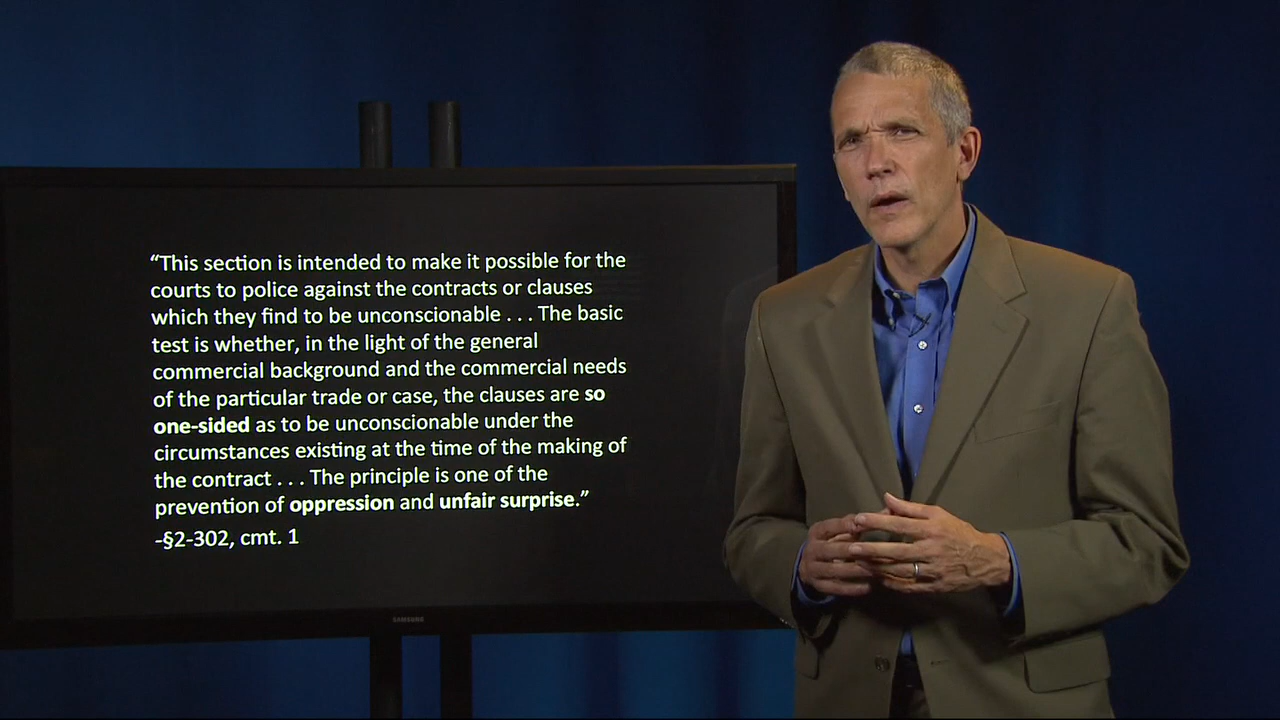 “This section is intended to make it possible for the
courts to police against the contracts or clauses
which they find to be unconscionable . . . The basic
test is whether, in the light of the general
commercial background and the commercial needs
of the particular trade or case, the clauses are so
one-sided as to be unconscionable under the
circumstances existing at the time of the making of
the contract . . . The principle is one of the
prevention of oppression and unfair surprise.”
-§2-302, cmt. 1
SAMSUNG